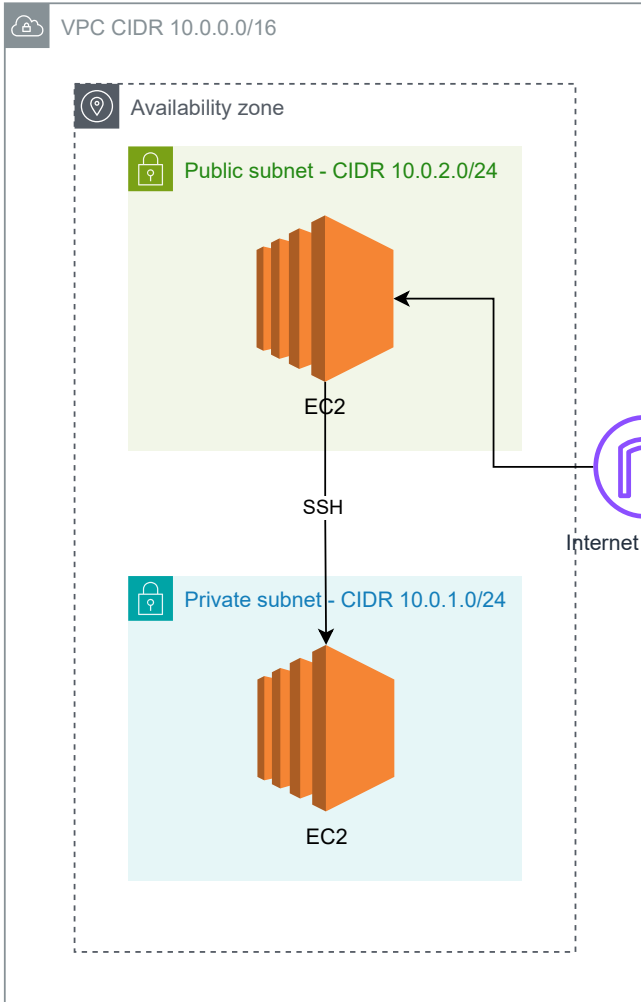 VPC CIDR 10.0.0.0/16
Availability zone
Public subnet - CIDR 10.0.2.0/24
EC2
SSH
Internet
Private subnet - CIDR 10.0.1.0/24
EC2